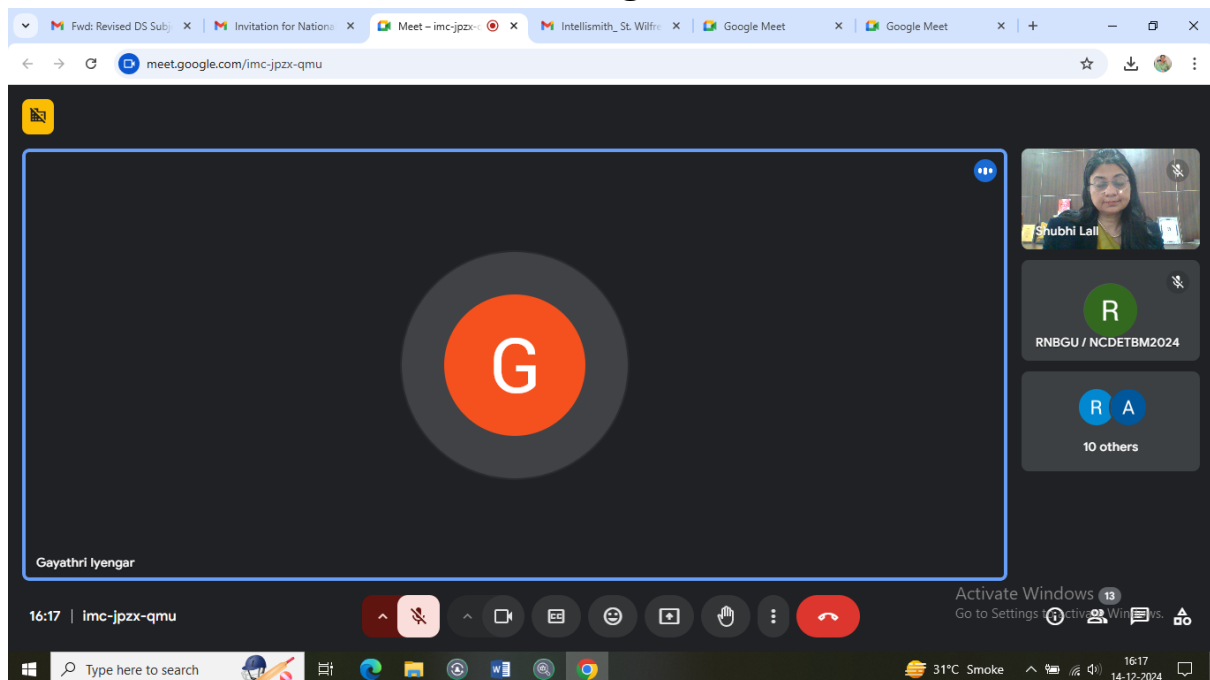 Fwd: Revised DS Subj
Invitation for Nationa
Meet – imc-jpzx-
Intellismith_ St. Wilfre
Google Meet
Google Meet
meet.google.com/imc-jpzx-qmu
Shubhi Lall
R
RNBGU / NCDETBM2024
R A
10 others
G
Gayathri Iyengar
Activate Windows
13
Go to Settings to activate Windows.
16:17 | imc-jpzx-qmu
CC
Type here to search
W
31°C Smoke
16:17
14-12-2024